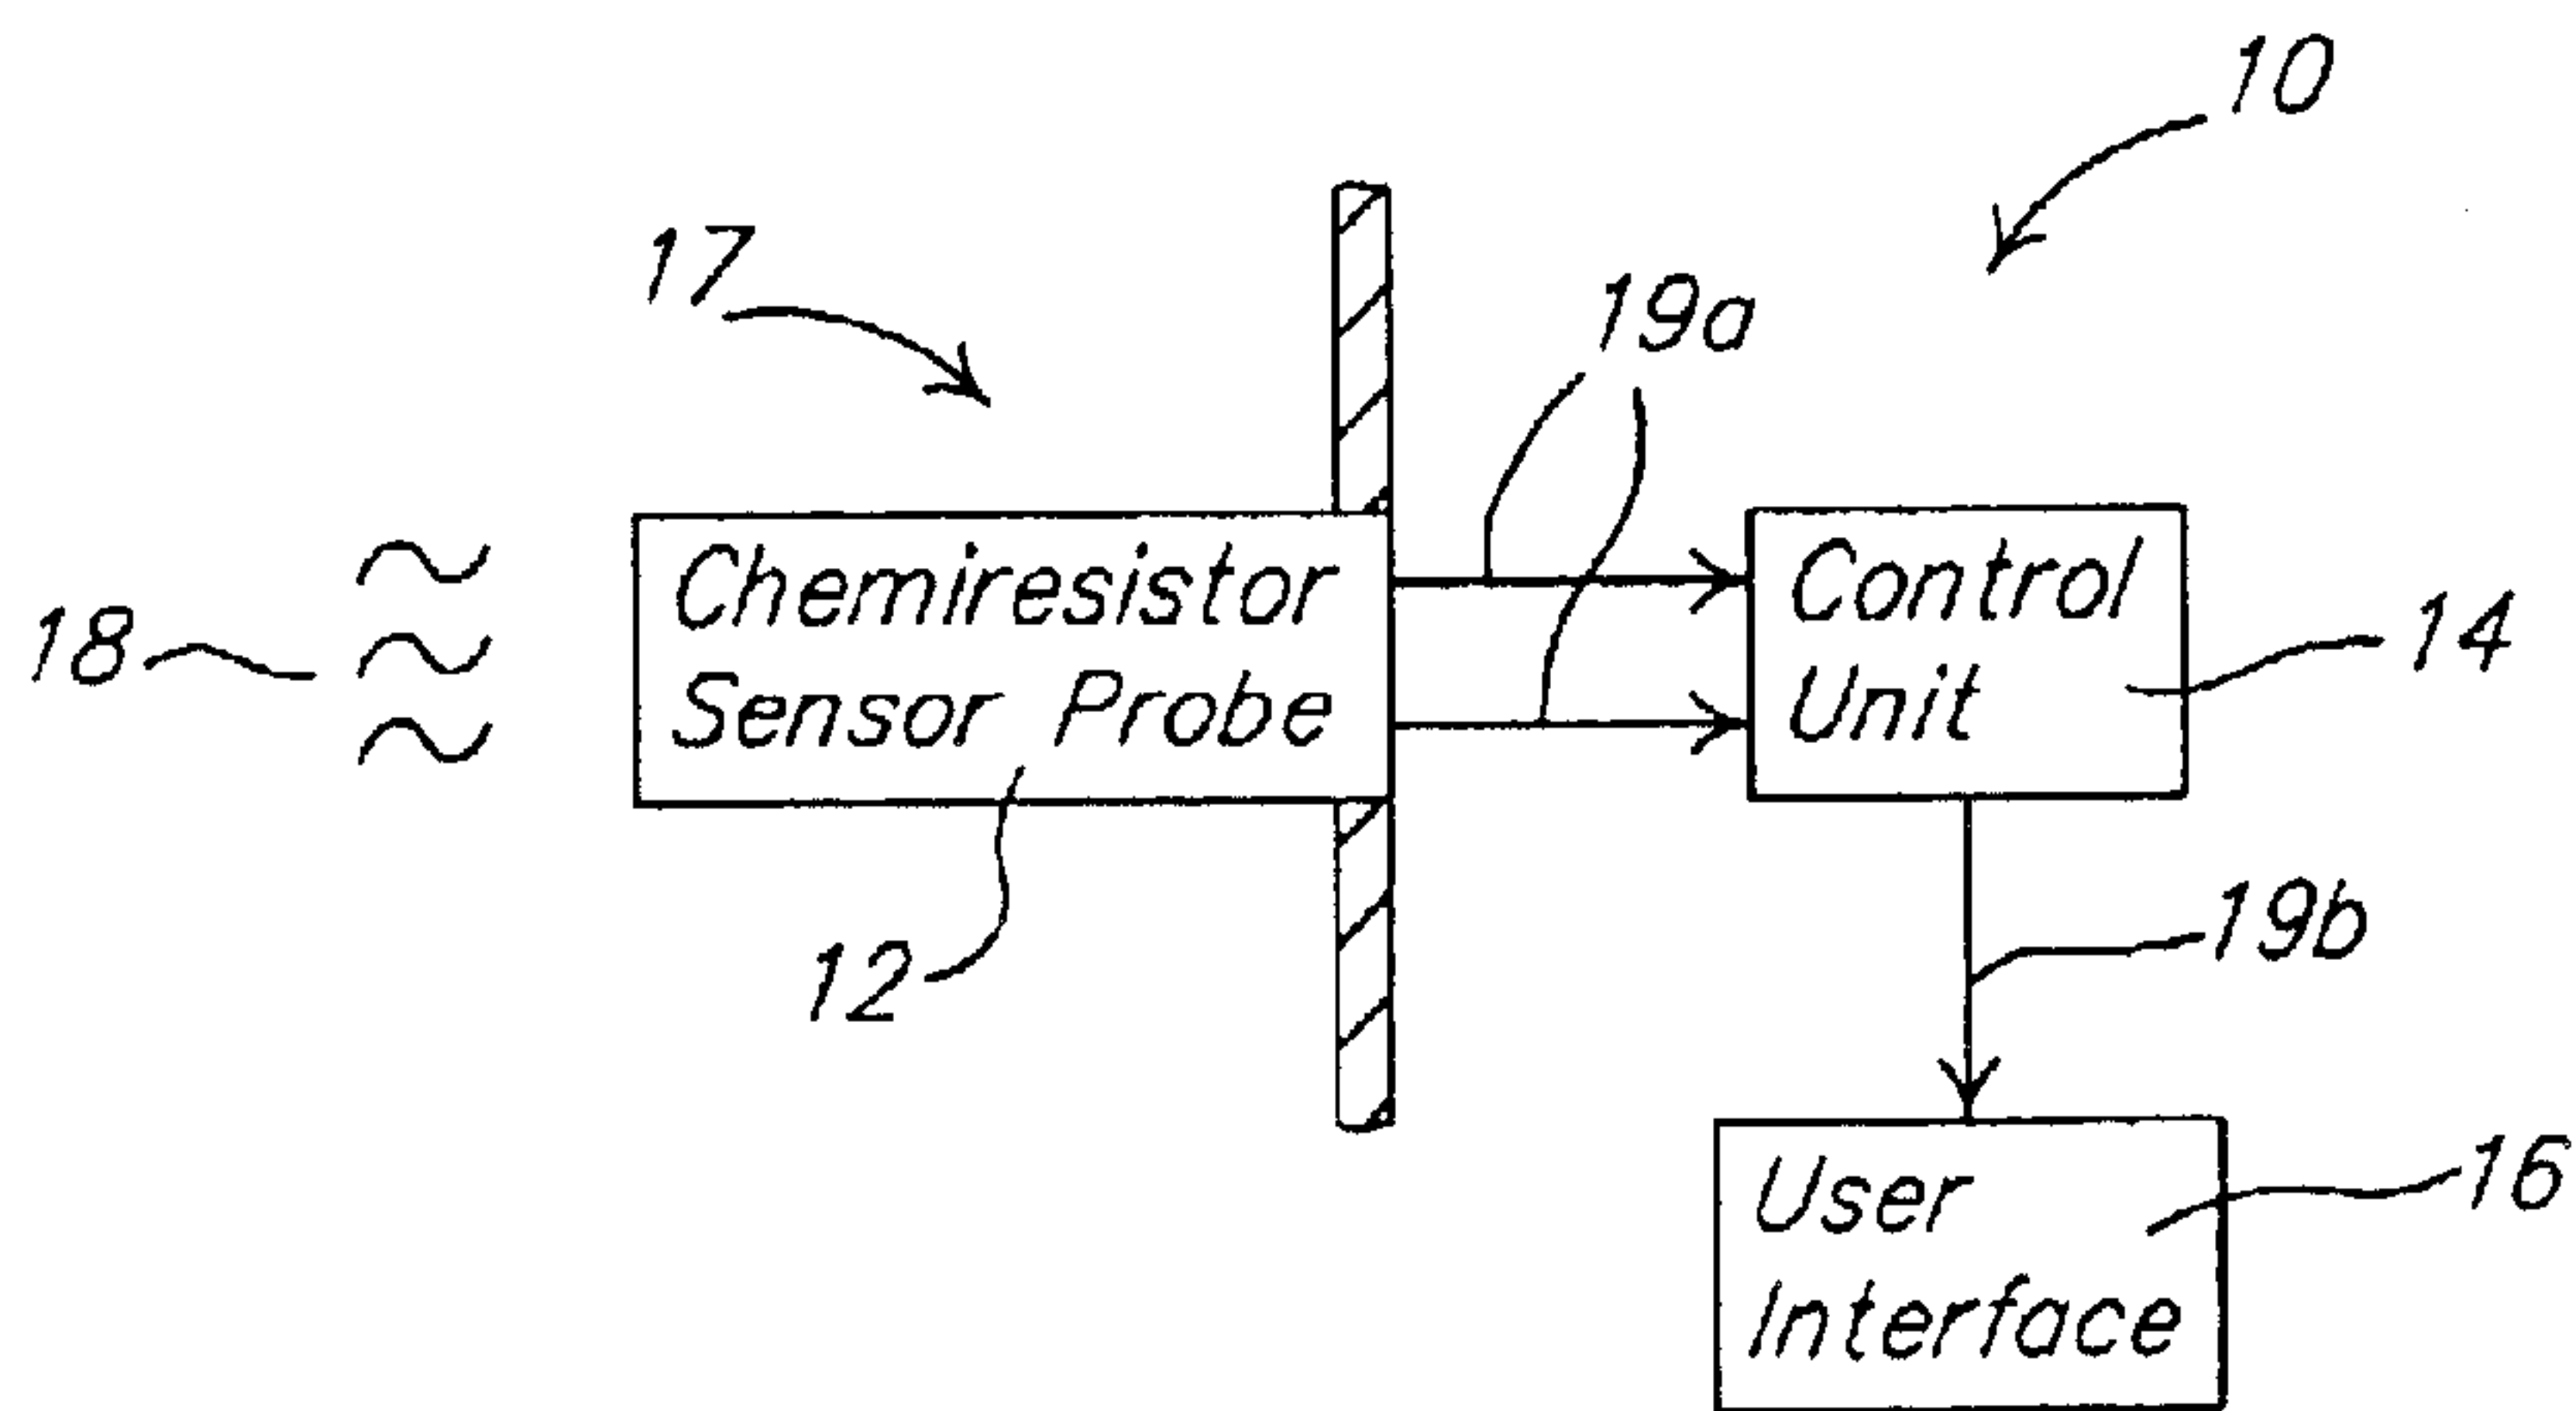 10
17
19a
Chemiresistor
Sensor Probe
Control
Unit
18
14
12
19b
User
Interface
16